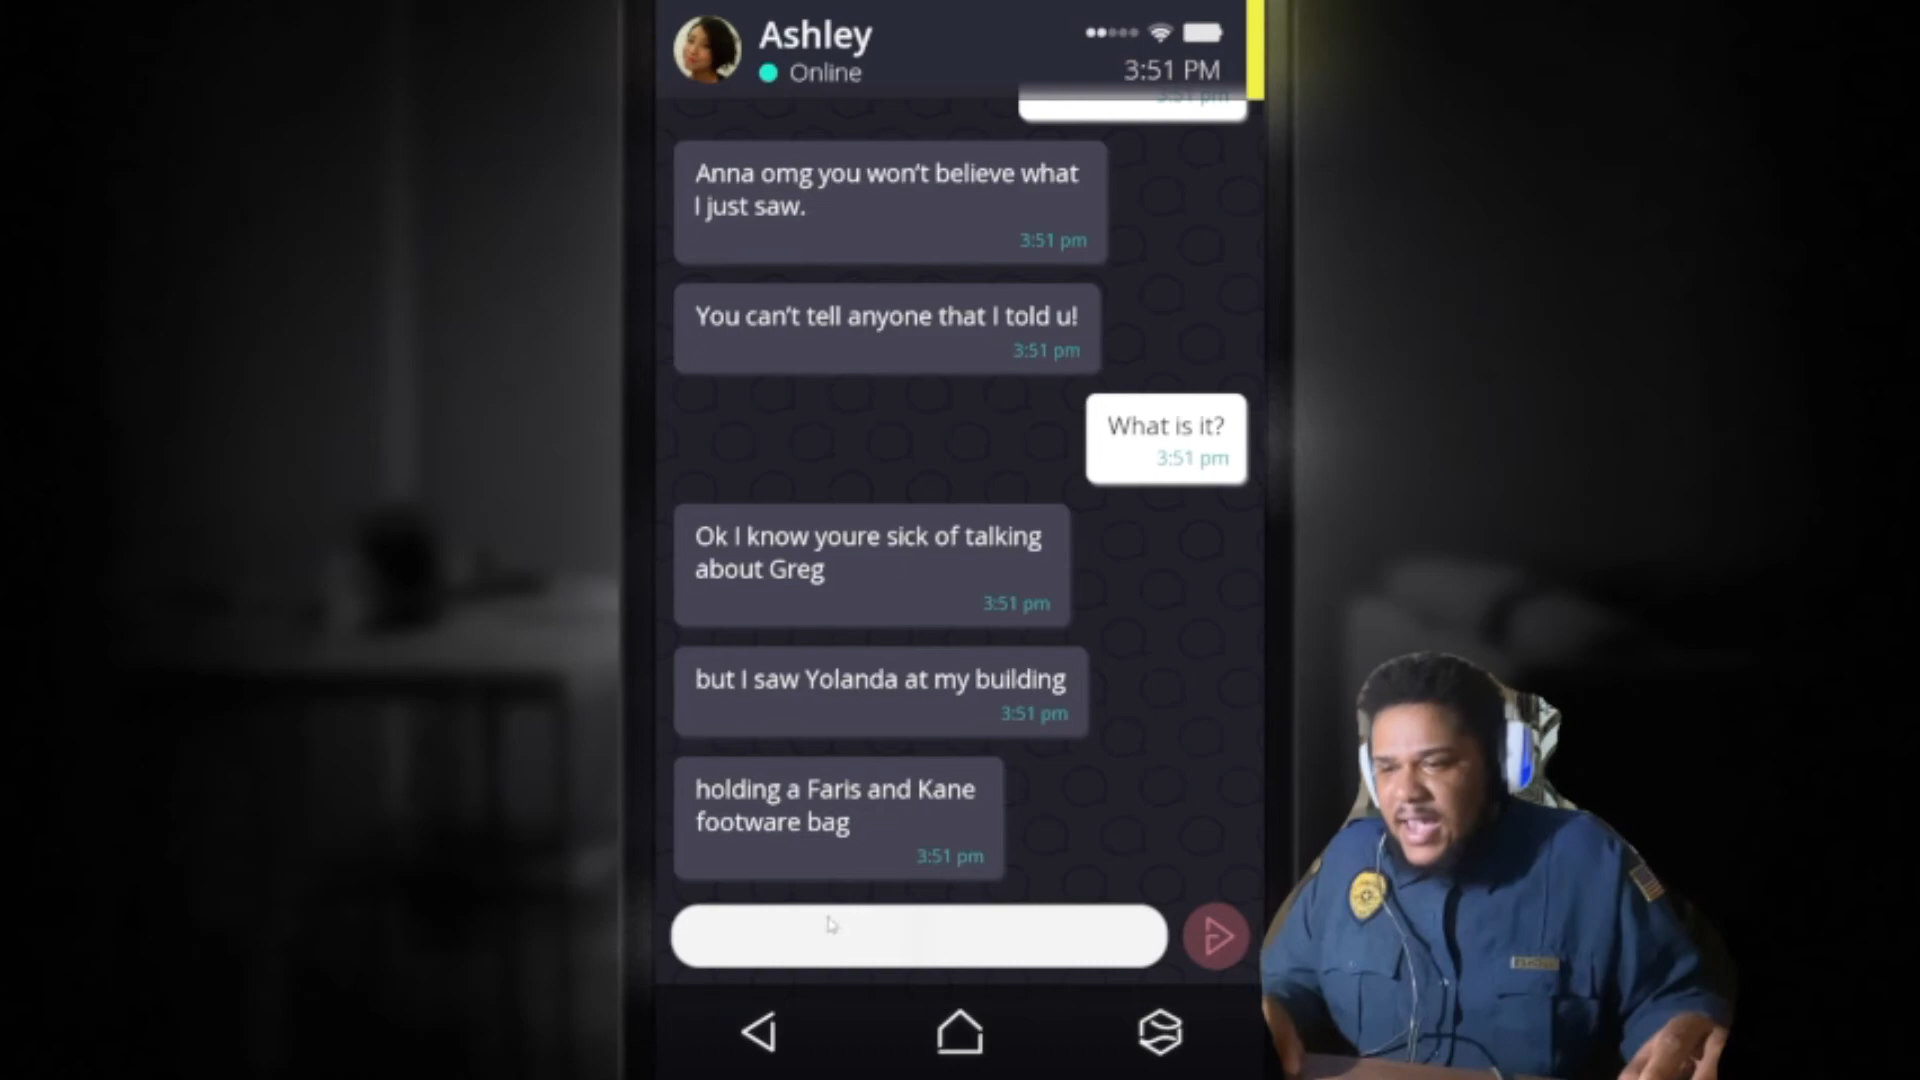 Ashley
Online
3:51 PM
3:51 pm
Anna omg you won't believe what
I just saw.
3:51 pm
You can't tell anyone that I told u!
3:51 pm
What is it?
3:51 pm
Ok I know youre sick of talking
about Greg
3:51 pm
but I saw Yolanda at my building
3:51 pm
holding a Faris and Kane
footware bag
3:51 pm